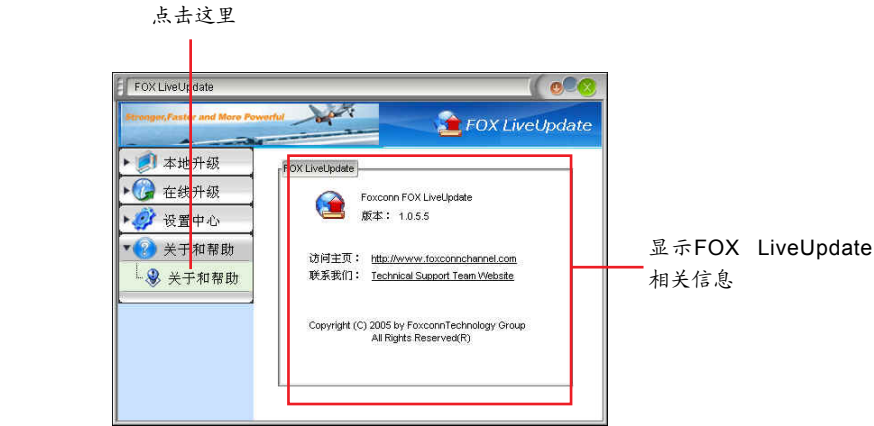 点击这里
FOX LiveUpdate
Stronger,Faster and More Powerful
FOX LiveUpdate
本地升级
在线升级
设置中心
关于和帮助
关于和帮助
FOX LiveUpdate
Foxconn FOX LiveUpdate
版本： 1.0.5.5
访问主页： http://www.foxconnchannel.com
联系我们： Technical Support Team Website
Copyright (C) 2005 by FoxconnTechnology Group
All Rights Reserved(R)
显示FOX LiveUpdate
相关信息